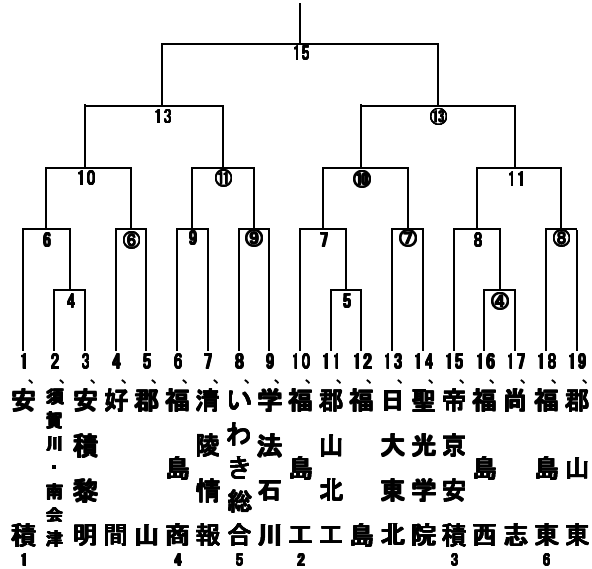 15
13 ⑬
10 ⑪ ⑩ 11
6 ⑥ 9 ⑨ 7 ⑦ 8 ⑧
4 5 ④
1、安積 1
2、須賀川・南会津
3、安積黎明
4、好間
5、郡山
6、福島商 4
7、清陵情報
8、いわき総合 5
9、学法石川
10、福島工 2
11、郡山北工
12、福島
13、日大東北
14、聖光学院
15、帝京安積 3
16、福島西
17、尚志
18、福島東 6
19、郡山東